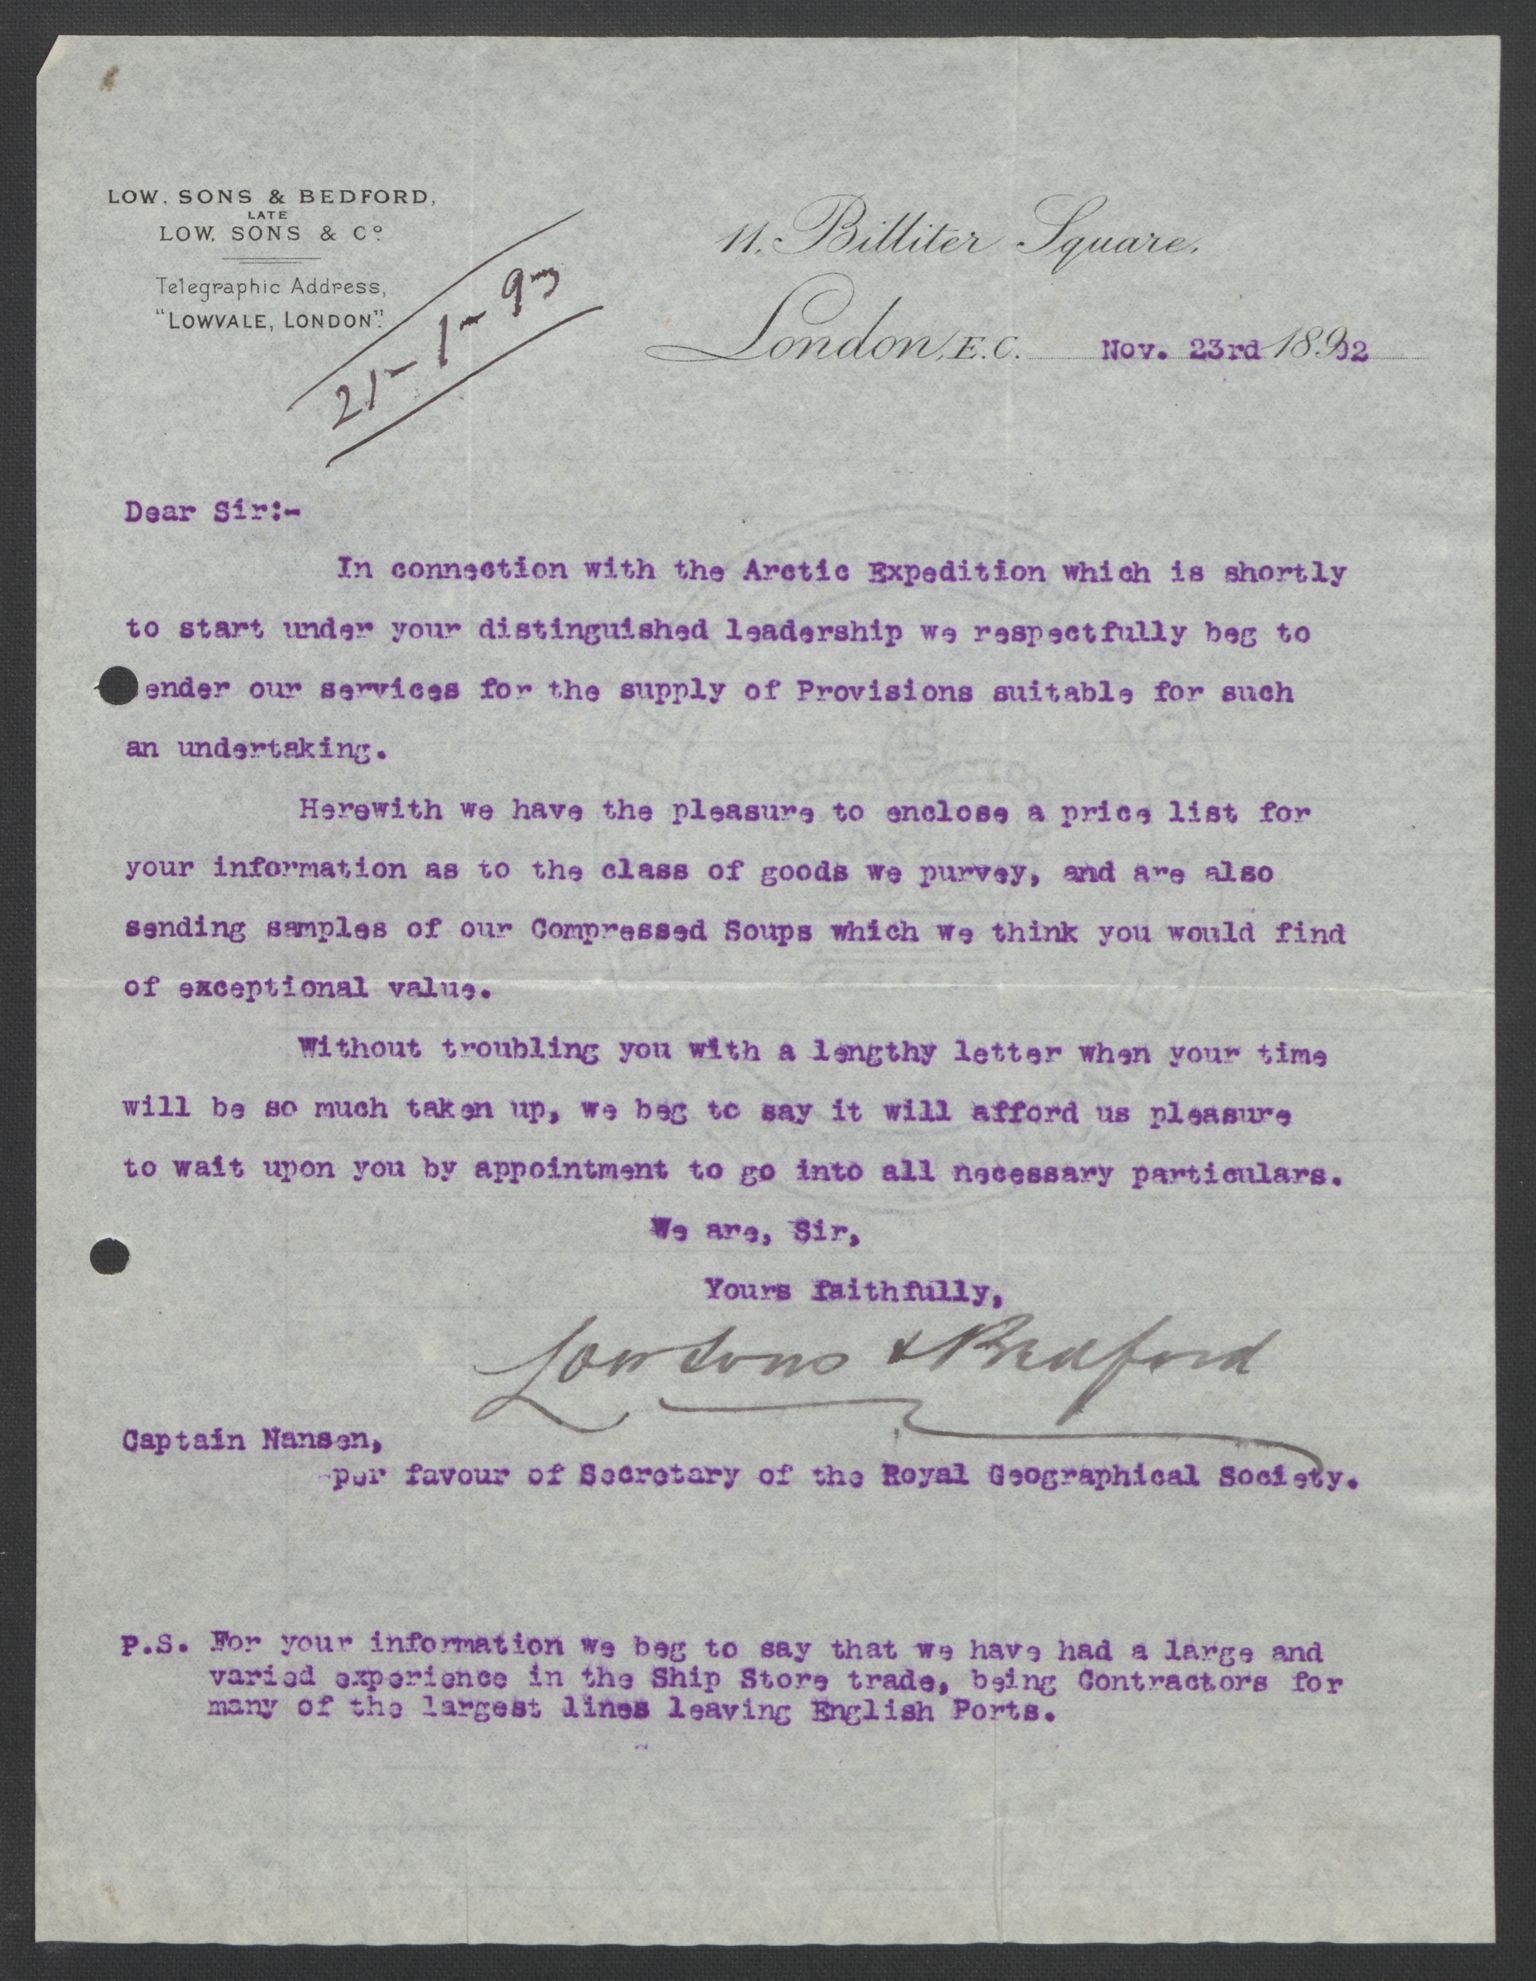 LOW, SONS & BEDFORD,
LATE
LOW, SONS & Co.
Telegraphic Address,
"LOWVALE, LONDON".
21-1-93
11, Billiter Square,
London, E.C. Nov. 23rd 18992
Dear Sir:-
In connection with the Arctic Expedition which is shortly
to start under your distinguished leadership we respectfully beg to
ender our services for the supply of Provisions suitable for such
an undertaking.
Herewith we have the pleasure to enclose a price list for
your information as to the class of goods we purvey, and are also
sending samples of our Compressed Soups which we think you would find
of exceptional value.
Without troubling you with a lengthy letter when your time
will be so much taken up, we beg to say it will afford us pleasure
to wait upon you by appointment to go into all necessary particulars.
We are, Sir,
Yours faithfully,
Low Sons & Bedford
Captain Nansen,
per favour of Secretary of the Royal Geographical Society.
P.S. For your information we beg to say that we have had a large and
varied experience in the Ship Store trade, being Contractors for
many of the largest lines leaving English Ports.